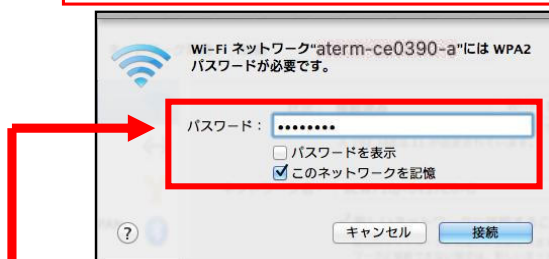 Wi-Fi ネットワーク"aterm-ce0390-a"には WPA2
パスワードが必要です。
パスワード： ••••••••
パスワードを表示
このネットワークを記憶
?
キャンセル
接続